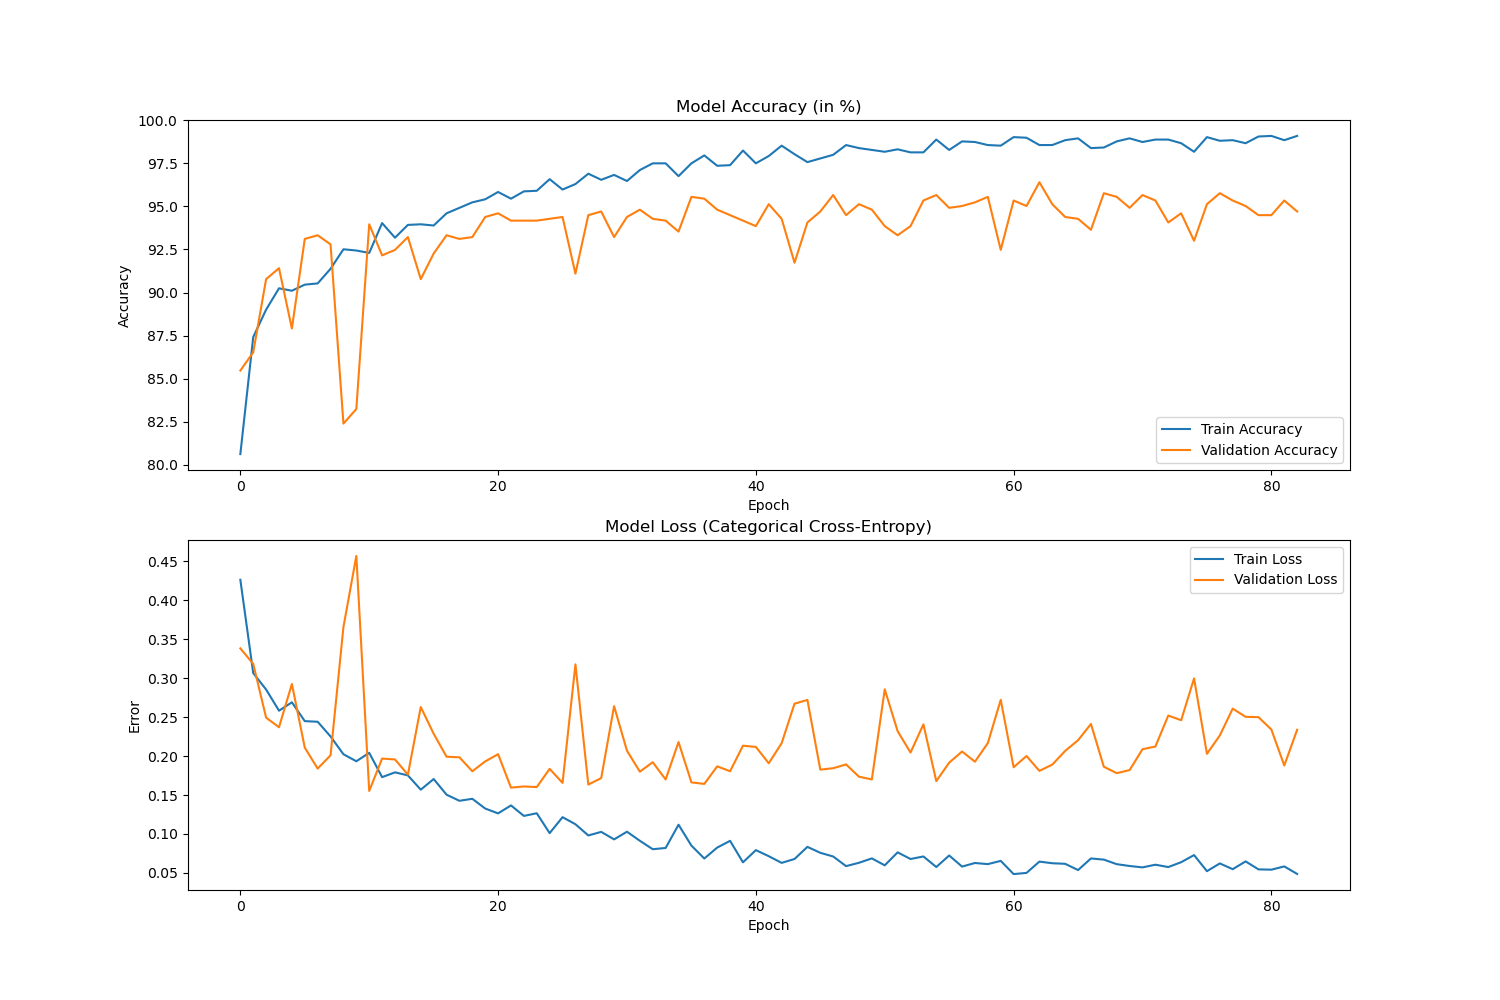 Model Accuracy (in %)
100.0
97.5
95.0
92.5
90.0
87.5
85.0
82.5
80.0
Accuracy
Train Accuracy
Validation Accuracy
0 20 40 60 80
Epoch
Model Loss (Categorical Cross-Entropy)
0.45
0.40
0.35
0.30
0.25
0.20
0.15
0.10
0.05
Error
Train Loss
Validation Loss
0 20 40 60 80
Epoch